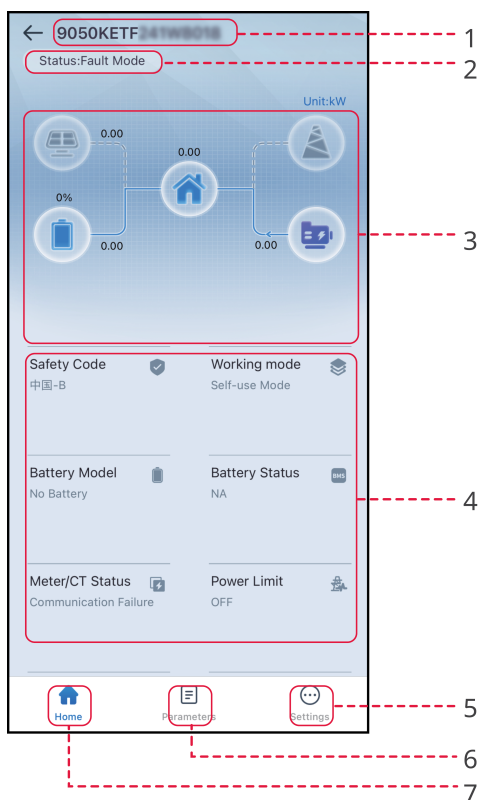 9050KETF
1
Status:Fault Mode
2
Unit:kW
0.00
0.00
0%
0.00
0.00
3
Safety Code
中国-B
Working mode
Self-use Mode
Battery Model
No Battery
Battery Status
NA
BMS
4
Meter/CT Status
Communication Failure
Power Limit
OFF
Home
Parameters
Settings
5
6
7